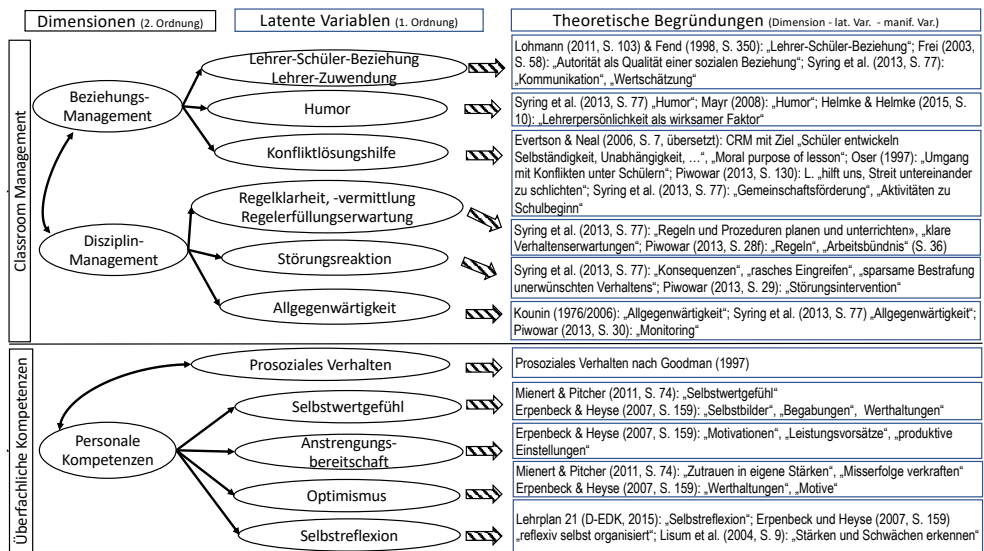 Dimensionen (2. Ordnung)
Latente Variablen (1. Ordnung)
Theoretische Begründungen (Dimension - lat. Var. - manif. Var.)
Classroom Management
Beziehungs-
Management
Disziplin-
Management
Lehrer-Schüler-Beziehung
Lehrer-Zuwendung
Lohmann (2011, S. 103) & Fend (1998, S. 350): „Lehrer-Schüler-Beziehung“; Frei (2003,
S. 58): „Autorität als Qualität einer sozialen Beziehung“; Syring et al. (2013, S. 77):
„Kommunikation“, „Wertschätzung“
Humor
Syring et al. (2013, S. 77) „Humor“; Mayr (2008): „Humor“; Helmke & Helmke (2015, S.
10): „Lehrerpersönlichkeit als wirksamer Faktor“
Konfliktlösungshilfe
Evertson & Neal (2006, S. 7, übersetzt): CRM mit Ziel „Schüler entwickeln
Selbständigkeit, Unabhängigkeit, …“, „Moral purpose of lesson“; Oser (1997): „Umgang
mit Konflikten unter Schülern“; Piwowar (2013, S. 130): L. „hilft uns, Streit untereinander
zu schlichten“; Syring et al. (2013, S. 77): „Gemeinschaftsförderung“, „Aktivitäten zu
Schulbeginn“
Regelklarheit, -vermittlung
Regelerfüllungserwartung
Syring et al. (2013, S. 77): „Regeln und Prozeduren planen und unterrichten», „klare
Verhaltenserwartungen“; Piwowar (2013, S. 28f): „Regeln“, „Arbeitsbündnis“ (S. 36)
Störungsreaktion
Syring et al. (2013, S. 77): „Konsequenzen“, „rasches Eingreifen“, „sparsame Bestrafung
unerwünschten Verhaltens“; Piwowar (2013, S. 29): „Störungsintervention“
Allgegenwärtigkeit
Kounin (1976/2006): „Allgegenwärtigkeit“; Syring et al. (2013, S. 77) „Allgegenwärtigkeit“;
Piwowar (2013, S. 30): „Monitoring“
Überfachliche Kompetenzen
Personale
Kompetenzen
Prosoziales Verhalten
Prosoziales Verhalten nach Goodman (1997)
Selbstwertgefühl
Mienert & Pitcher (2011, S. 74): „Selbstwertgefühl“
Erpenbeck & Heyse (2007, S. 159): „Selbstbilder“, „Begabungen“, Werthaltungen“
Anstrengungs-
bereitschaft
Erpenbeck & Heyse (2007, S. 159): „Motivationen“, „Leistungsvorsätze“, „produktive
Einstellungen“
Optimismus
Mienert & Pitcher (2011, S. 74): „Zutrauen in eigene Stärken“, „Misserfolge verkraften“
Erpenbeck & Heyse (2007, S. 159): „Werthaltungen“, „Motive“
Selbstreflexion
Lehrplan 21 (D-EDK, 2015): „Selbstreflexion“; Erpenbeck und Heyse (2007, S. 159)
„reflexiv selbst organisiert“; Lisum et al. (2004, S. 9): „Stärken und Schwächen erkennen“